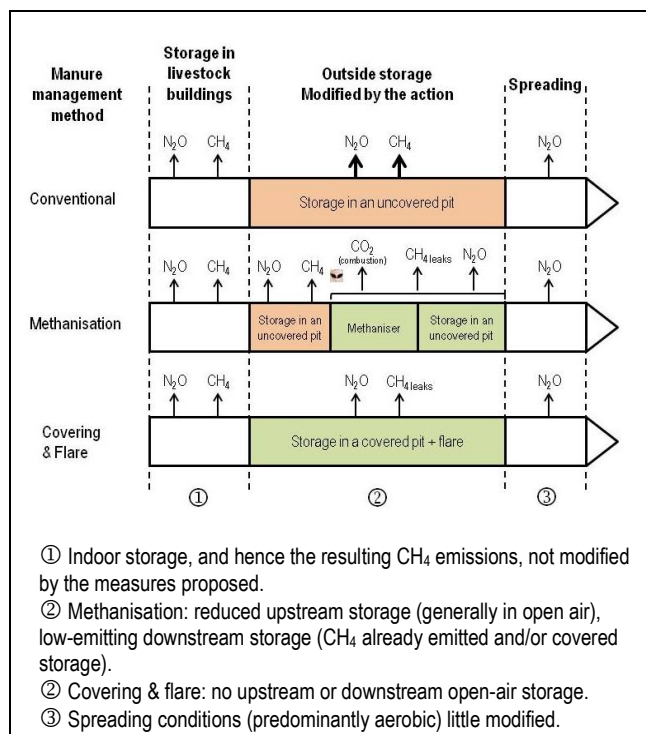 Manure management method
Storage in livestock buildings
Outside storage
Modified by the action
Spreading
Conventional
N₂O CH₄ N₂O CH₄ N₂O
Storage in an uncovered pit
Methanisation
N₂O CH₄ N₂O CH₄ CO₂ (combustion) CH₄ leaks N₂O N₂O
Storage in an uncovered pit
Methaniser
Storage in an uncovered pit
Covering & Flare
N₂O CH₄ N₂O CH₄ leaks N₂O
Storage in a covered pit + flare
① ② ③
① Indoor storage, and hence the resulting CH₄ emissions, not modified
by the measures proposed.
② Methanisation: reduced upstream storage (generally in open air),
low-emitting downstream storage (CH₄ already emitted and/or covered
storage).
② Covering & flare: no upstream or downstream open-air storage.
③ Spreading conditions (predominantly aerobic) little modified.